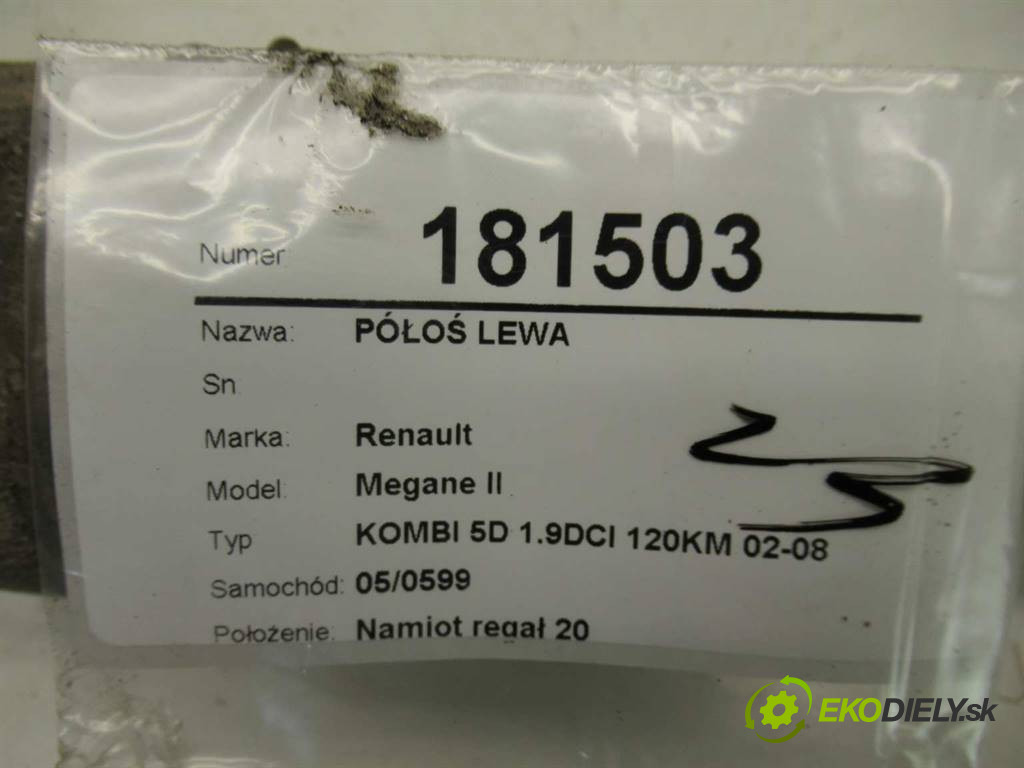 Numer 181503
Nazwa: PÓŁOŚ LEWA
Sn
Marka: Renault
Model: Megane II
Typ KOMBI 5D 1.9DCI 120KM 02-08
Samochód: 05/0599
Położenie: Namiot regał 20
EKODIELY.sk